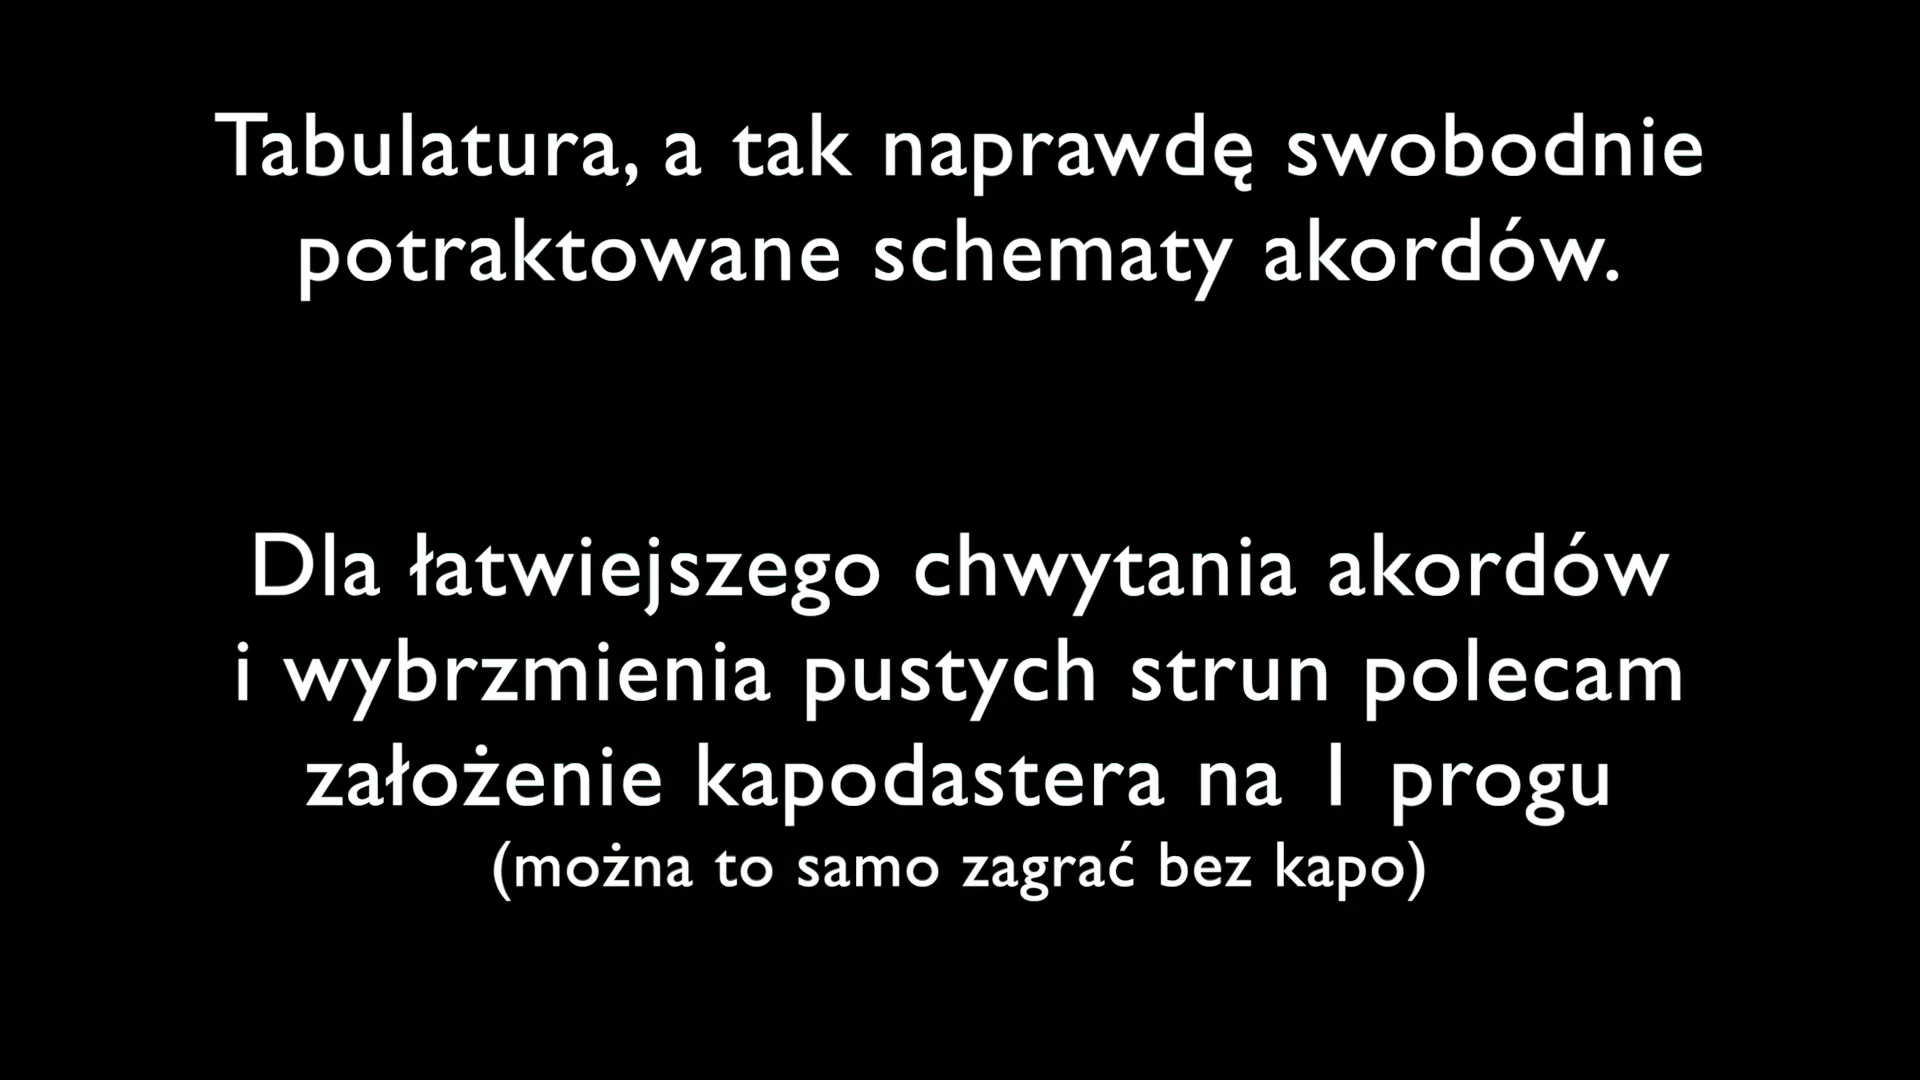 Tabulatura, a tak naprawdę swobodnie
potraktowane schematy akordów.
Dla łatwiejszego chwytania akordów
i wybrzmienia pustych strun polecam
założenie kapodastera na 1 progu
(można to samo zagrać bez kapo)